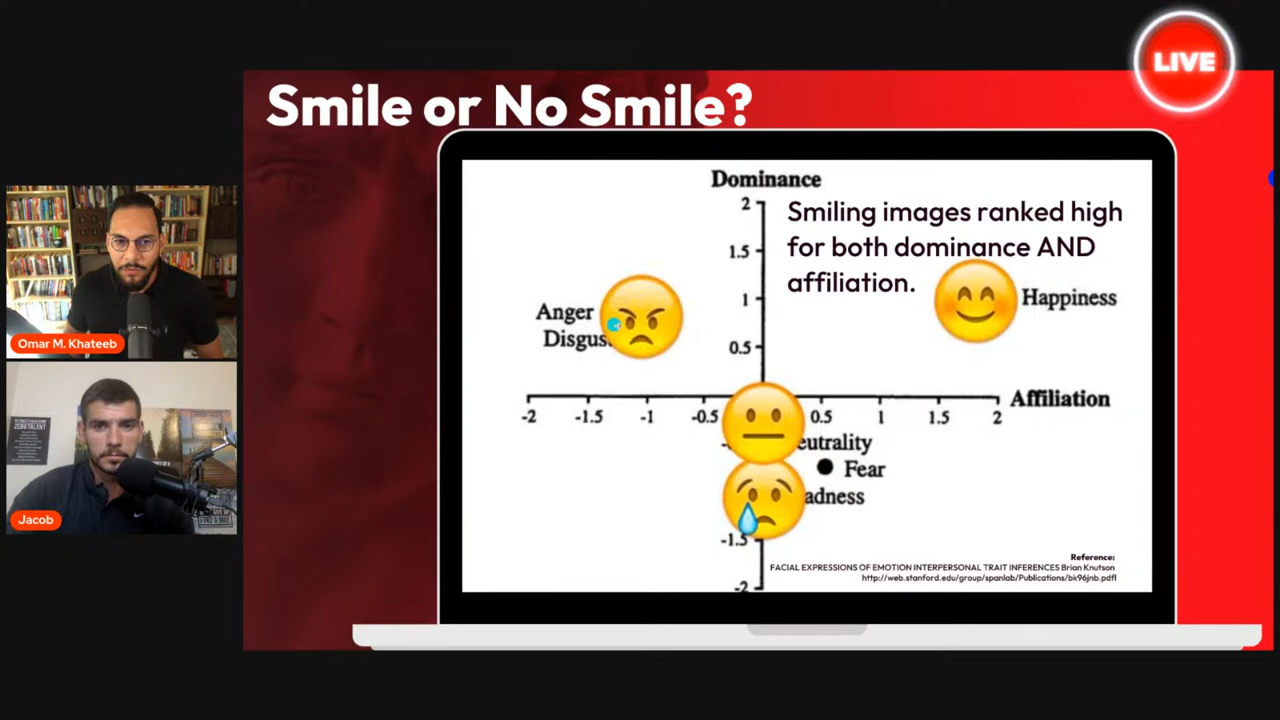 LIVE
Smile or No Smile?
Dominance
Smiling images ranked high
for both dominance AND
affiliation.
2
1.5
1
0.5
Anger
Disgus
Happiness
Affiliation
-2
-1.5
-1
-0.5
0.5
1
1.5
2
eutrality
Fear
adness
-1.5
-2
Reference:
FACIAL EXPRESSIONS OF EMOTION INTERPERSONAL TRAIT INFERENCES Brian Knutson
http://web.stanford.edu/group/spanlab/Publications/bk96jnb.pdfl
Omar M. Khateeb
ZERO TALENT
Jacob